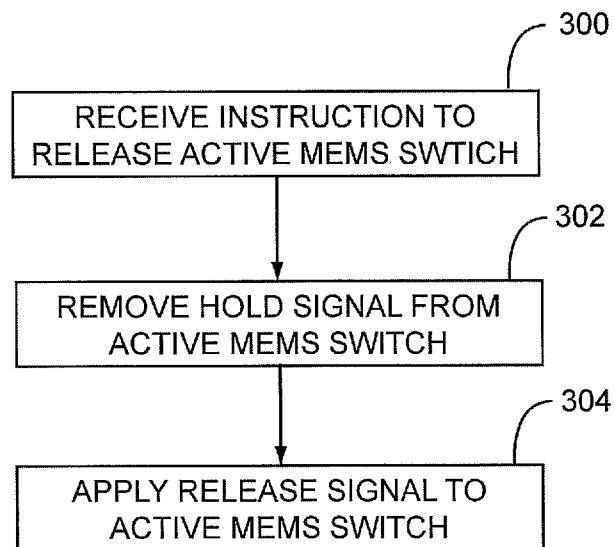 300
RECEIVE INSTRUCTION TO
RELEASE ACTIVE MEMS SWTICH
302
REMOVE HOLD SIGNAL FROM
ACTIVE MEMS SWITCH
304
APPLY RELEASE SIGNAL TO
ACTIVE MEMS SWITCH